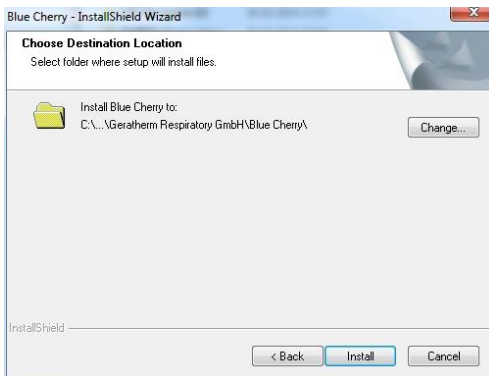 Blue Cherry - InstallShield Wizard
Choose Destination Location
Select folder where setup will install files.
Install Blue Cherry to:
C:\...\Geratherm Respiratory GmbH\Blue Cherry\
Change...
InstallShield
< Back
Install
Cancel